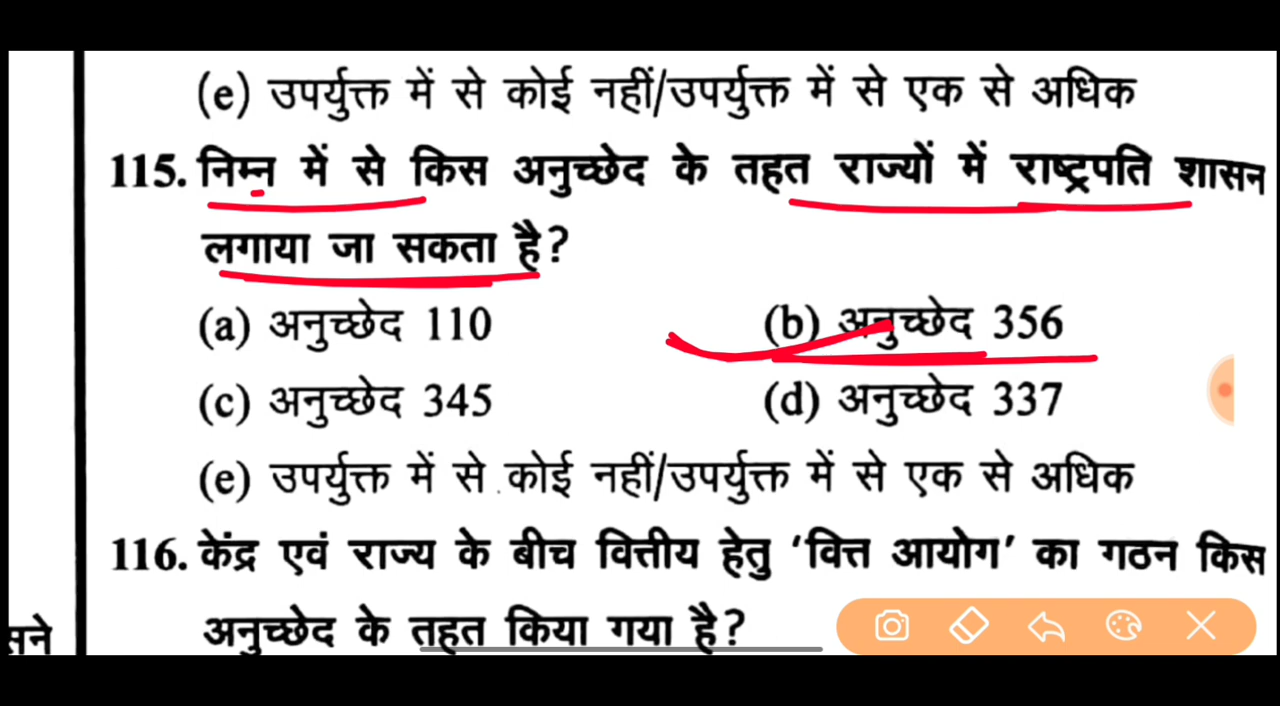 (e) उपर्युक्त में से कोई नहीं/उपर्युक्त में से एक से अधिक
115. निम्न में से किस अनुच्छेद के तहत राज्यों में राष्ट्रपति शासन
लगाया जा सकता है?
(a) अनुच्छेद 110 (b) अनुच्छेद 356
(c) अनुच्छेद 345 (d) अनुच्छेद 337
(e) उपर्युक्त में से कोई नहीं/उपर्युक्त में से एक से अधिक
116. केंद्र एवं राज्य के बीच वित्तीय हेतु ‘वित्त आयोग’ का गठन किस
अनुच्छेद के तहत किया गया है?